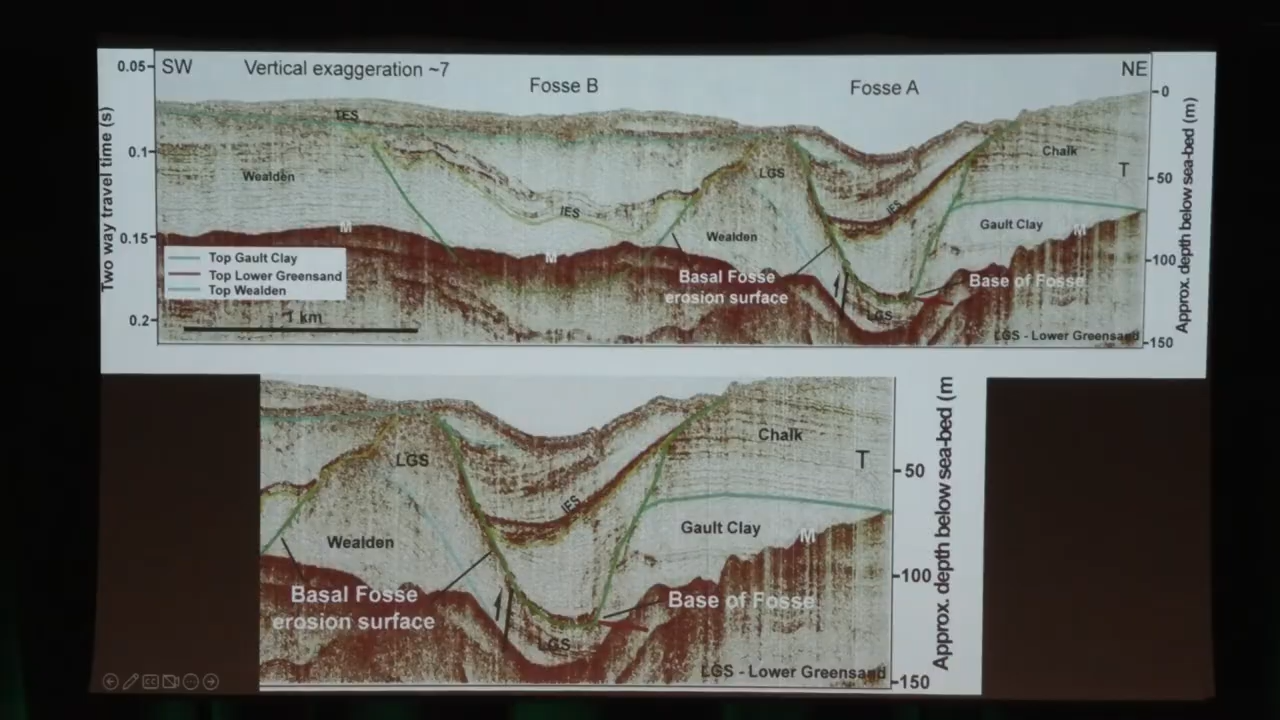 0.05
SW
Vertical exaggeration ~7
Fosse B
Fosse A
NE
0
TES
0.1
Wealden
LGS
Chalk
T
50
IES
IES
Wealden
Gault Clay
M
M
M
0.15
Top Gault Clay
Top Lower Greensand
Top Wealden
Basal Fosse
erosion surface
Base of Fosse
100
1 km
0.2
LGS
LGS - Lower Greensand
150
Two way travel time (s)
Approx. depth below sea-bed (m)
LGS
Chalk
T
50
IES
Wealden
Gault Clay
M
100
Basal Fosse
erosion surface
Base of Fosse
LGS
LGS - Lower Greensand
150
Approx. depth below sea-bed (m